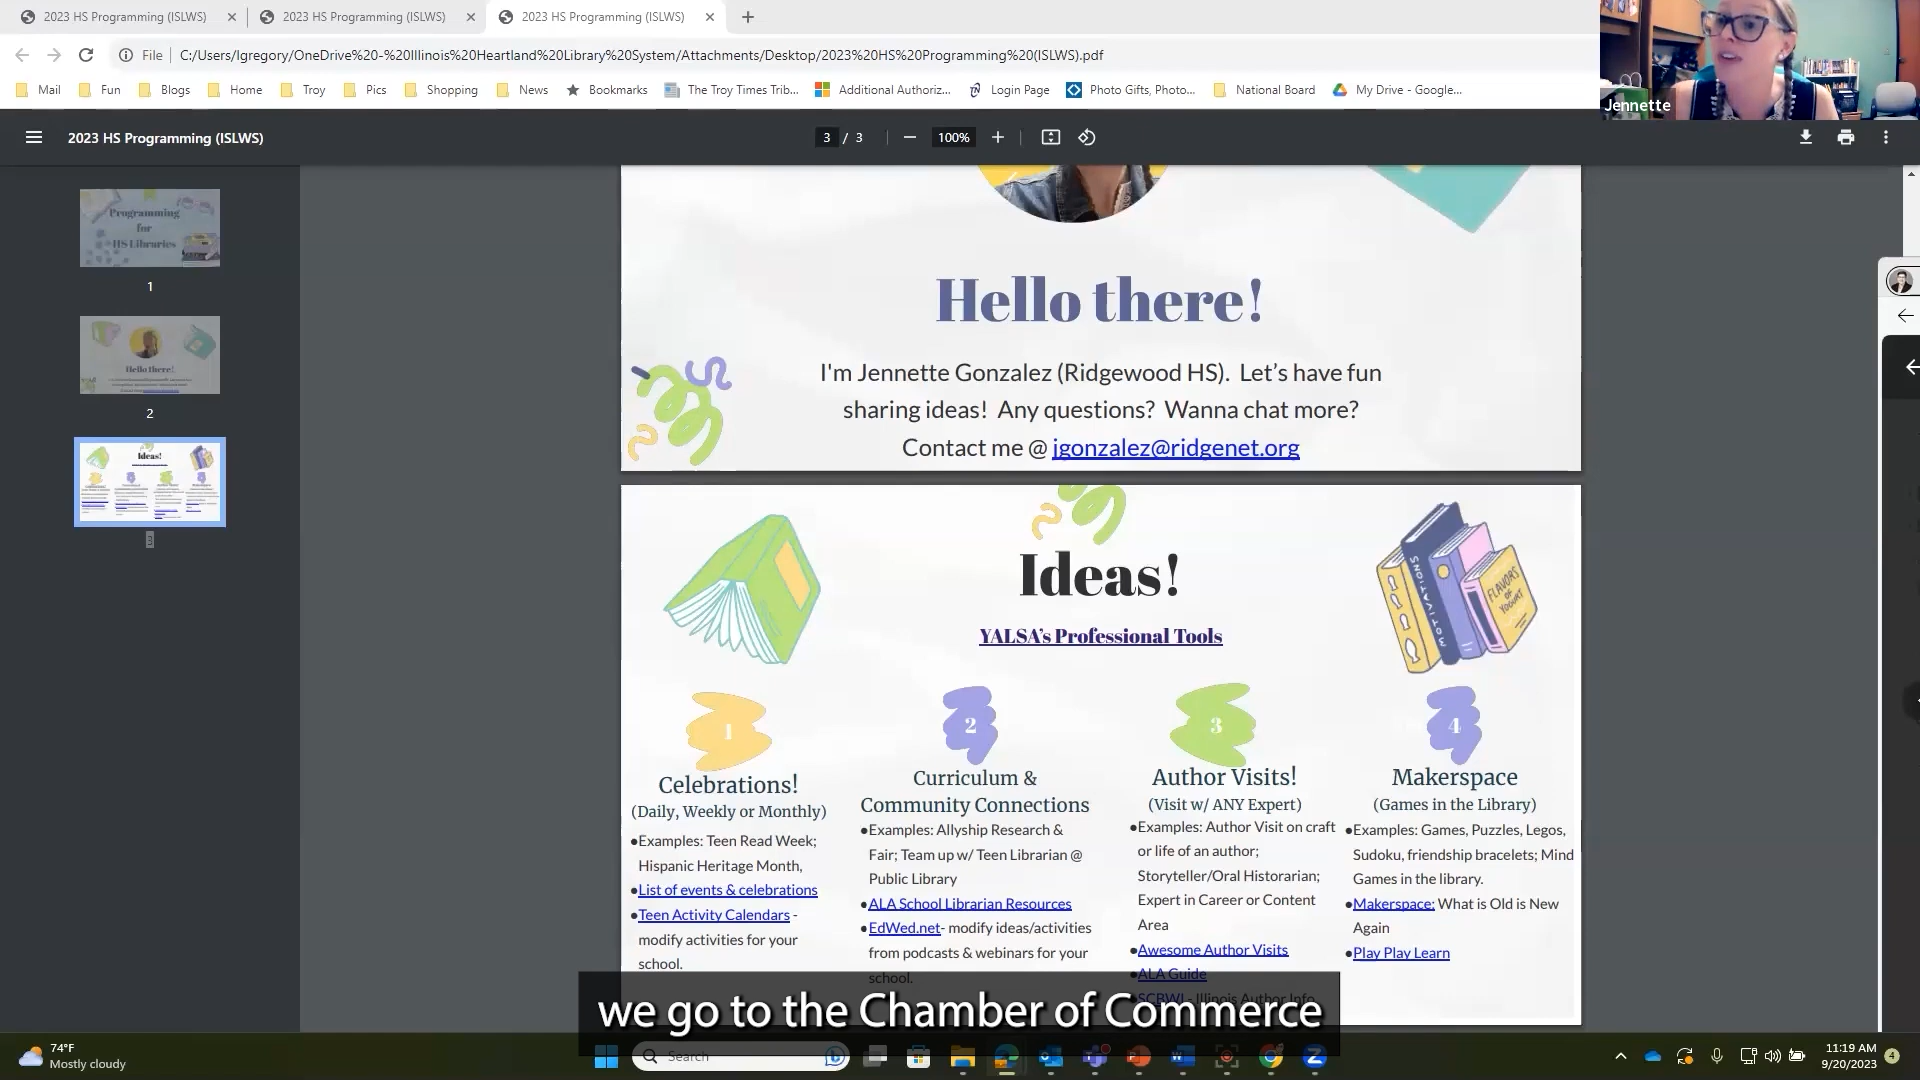 2023 HS Programming (ISLWS)
2023 HS Programming (ISLWS)
2023 HS Programming (ISLWS)
File
C:/Users/lgregory/OneDrive%20-%20Illinois%20Heartland%20Library%20System/Attachments/Desktop/2023%20HS%20Programming%20(ISLWS).pdf
Mail
Fun
Blogs
Home
Troy
Pics
Shopping
News
Bookmarks
The Troy Times Trib...
Additional Authoriz...
Login Page
Photo Gifts, Photo...
National Board
My Drive - Google...
Jennette
2023 HS Programming (ISLWS)
3 / 3
100%
Programming
for
HS Libraries
1
Hello there!
2
Ideas!
3
Hello there!
I'm Jennette Gonzalez (Ridgewood HS). Let's have fun
sharing ideas! Any questions? Wanna chat more?
Contact me @ jgonzalez@ridgenet.org
Ideas!
YALSA's Professional Tools
FLAVORS
OF
YOGURT
1
Celebrations!
(Daily, Weekly or Monthly)
●Examples: Teen Read Week;
Hispanic Heritage Month,
●List of events & celebrations
●Teen Activity Calendars -
modify activities for your
school.
2
Curriculum &
Community Connections
●Examples: Allyship Research &
Fair; Team up w/ Teen Librarian @
Public Library
●ALA School Librarian Resources
●EdWed.net- modify ideas/activities
from podcasts & webinars for your
school.
3
Author Visits!
(Visit w/ ANY Expert)
●Examples: Author Visit on craft
or life of an author;
Storyteller/Oral Historarian;
Expert in Career or Content
Area
●Awesome Author Visits
●ALA Guide
●SCBWI - Illinois Author Info
4
Makerspace
(Games in the Library)
●Examples: Games, Puzzles, Legos,
Sudoku, friendship bracelets; Mind
Games in the library.
●Makerspace: What is Old is New
Again
●Play Play Learn
we go to the Chamber of Commerce
74°F
Mostly cloudy
Search
11:19 AM
9/20/2023
4